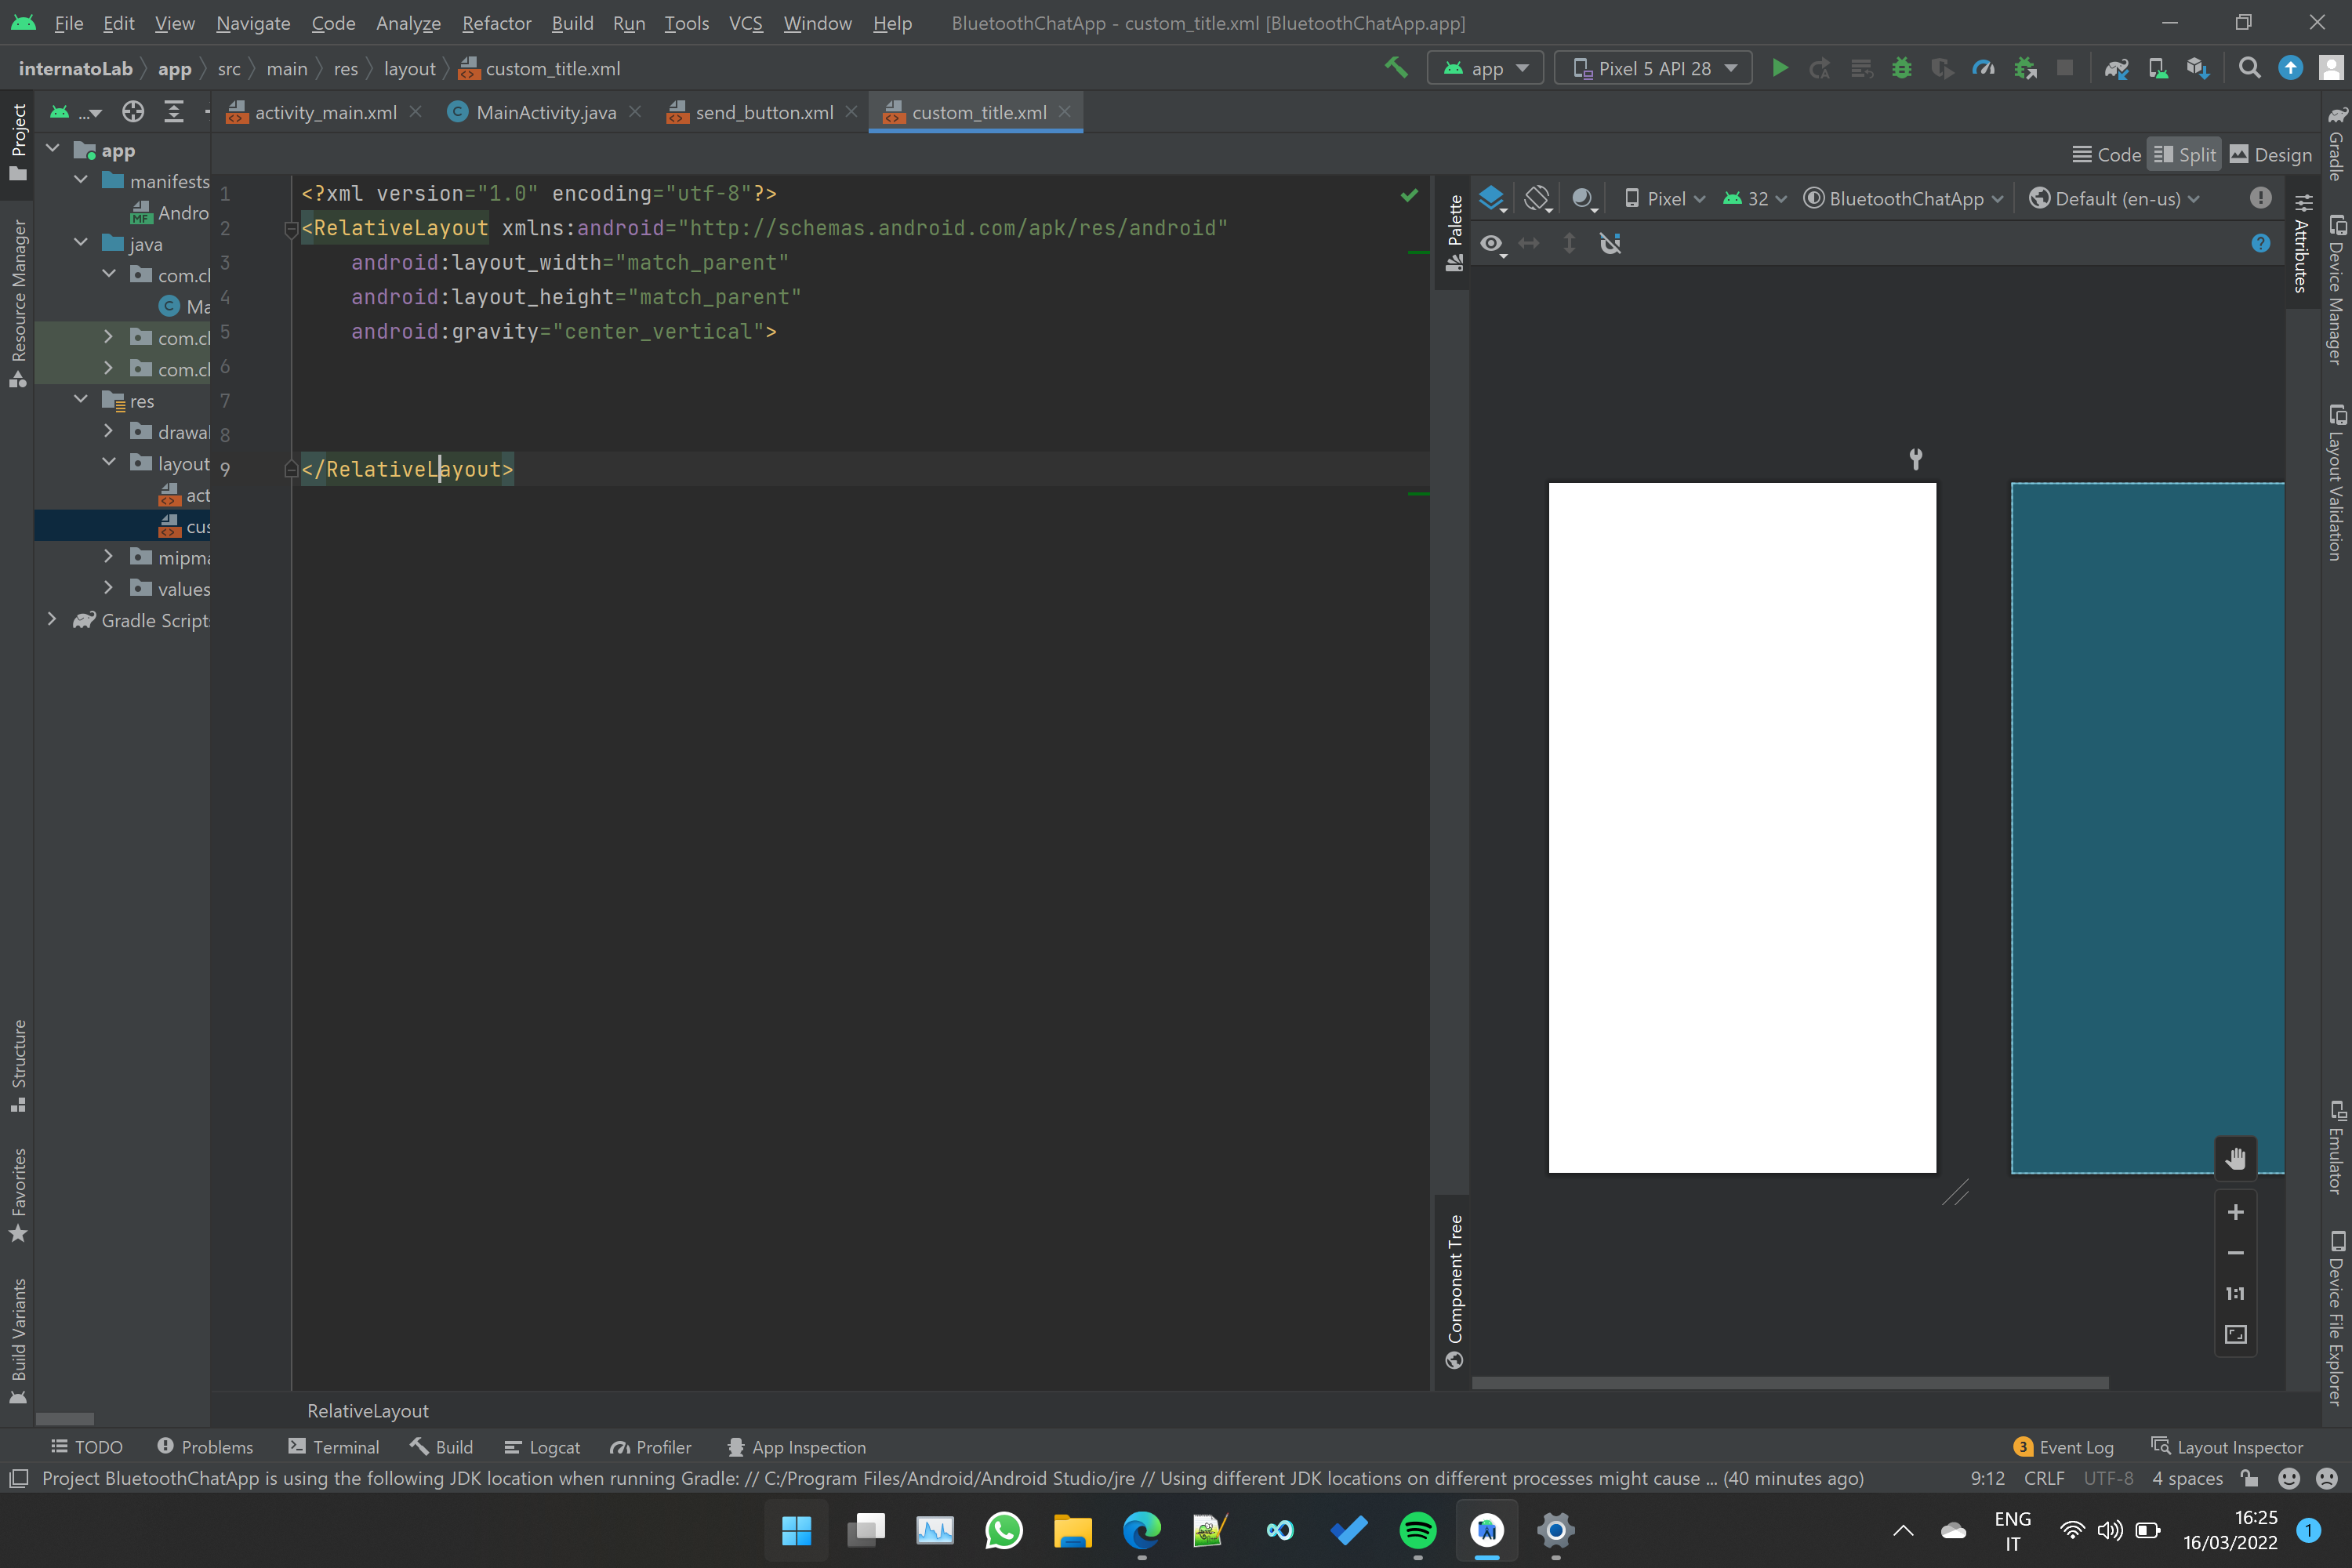 File Edit View Navigate Code Analyze Refactor Build Run Tools VCS Window Help BluetoothChatApp - custom_title.xml [BluetoothChatApp.app]
internatoLab app src main res layout custom_title.xml app Pixel 5 API 28
... activity_main.xml MainActivity.java send_button.xml custom_title.xml
Code Split Design
Project
Resource Manager
Structure
Favorites
Build Variants
app
manifests
Andro
java
com.cl
Ma
com.cl
com.cl
res
drawal
layout
act
cus
mipma
values
Gradle Scripts
1 <?xml version="1.0" encoding="utf-8"?>
2 <RelativeLayout xmlns:android="http://schemas.android.com/apk/res/android"
3 android:layout_width="match_parent"
4 android:layout_height="match_parent"
5 android:gravity="center_vertical">
6
7
8
9 </RelativeLayout>
Palette
Component Tree
Pixel 32 BluetoothChatApp Default (en-us)
Attributes
1:1
Gradle
Device Manager
Layout Validation
Emulator
Device File Explorer
RelativeLayout
TODO Problems Terminal Build Logcat Profiler App Inspection 3 Event Log Layout Inspector
Project BluetoothChatApp is using the following JDK location when running Gradle: // C:/Program Files/Android/Android Studio/jre // Using different JDK locations on different processes might cause ... (40 minutes ago) 9:12 CRLF UTF-8 4 spaces
ENG
IT
16:25
16/03/2022
1